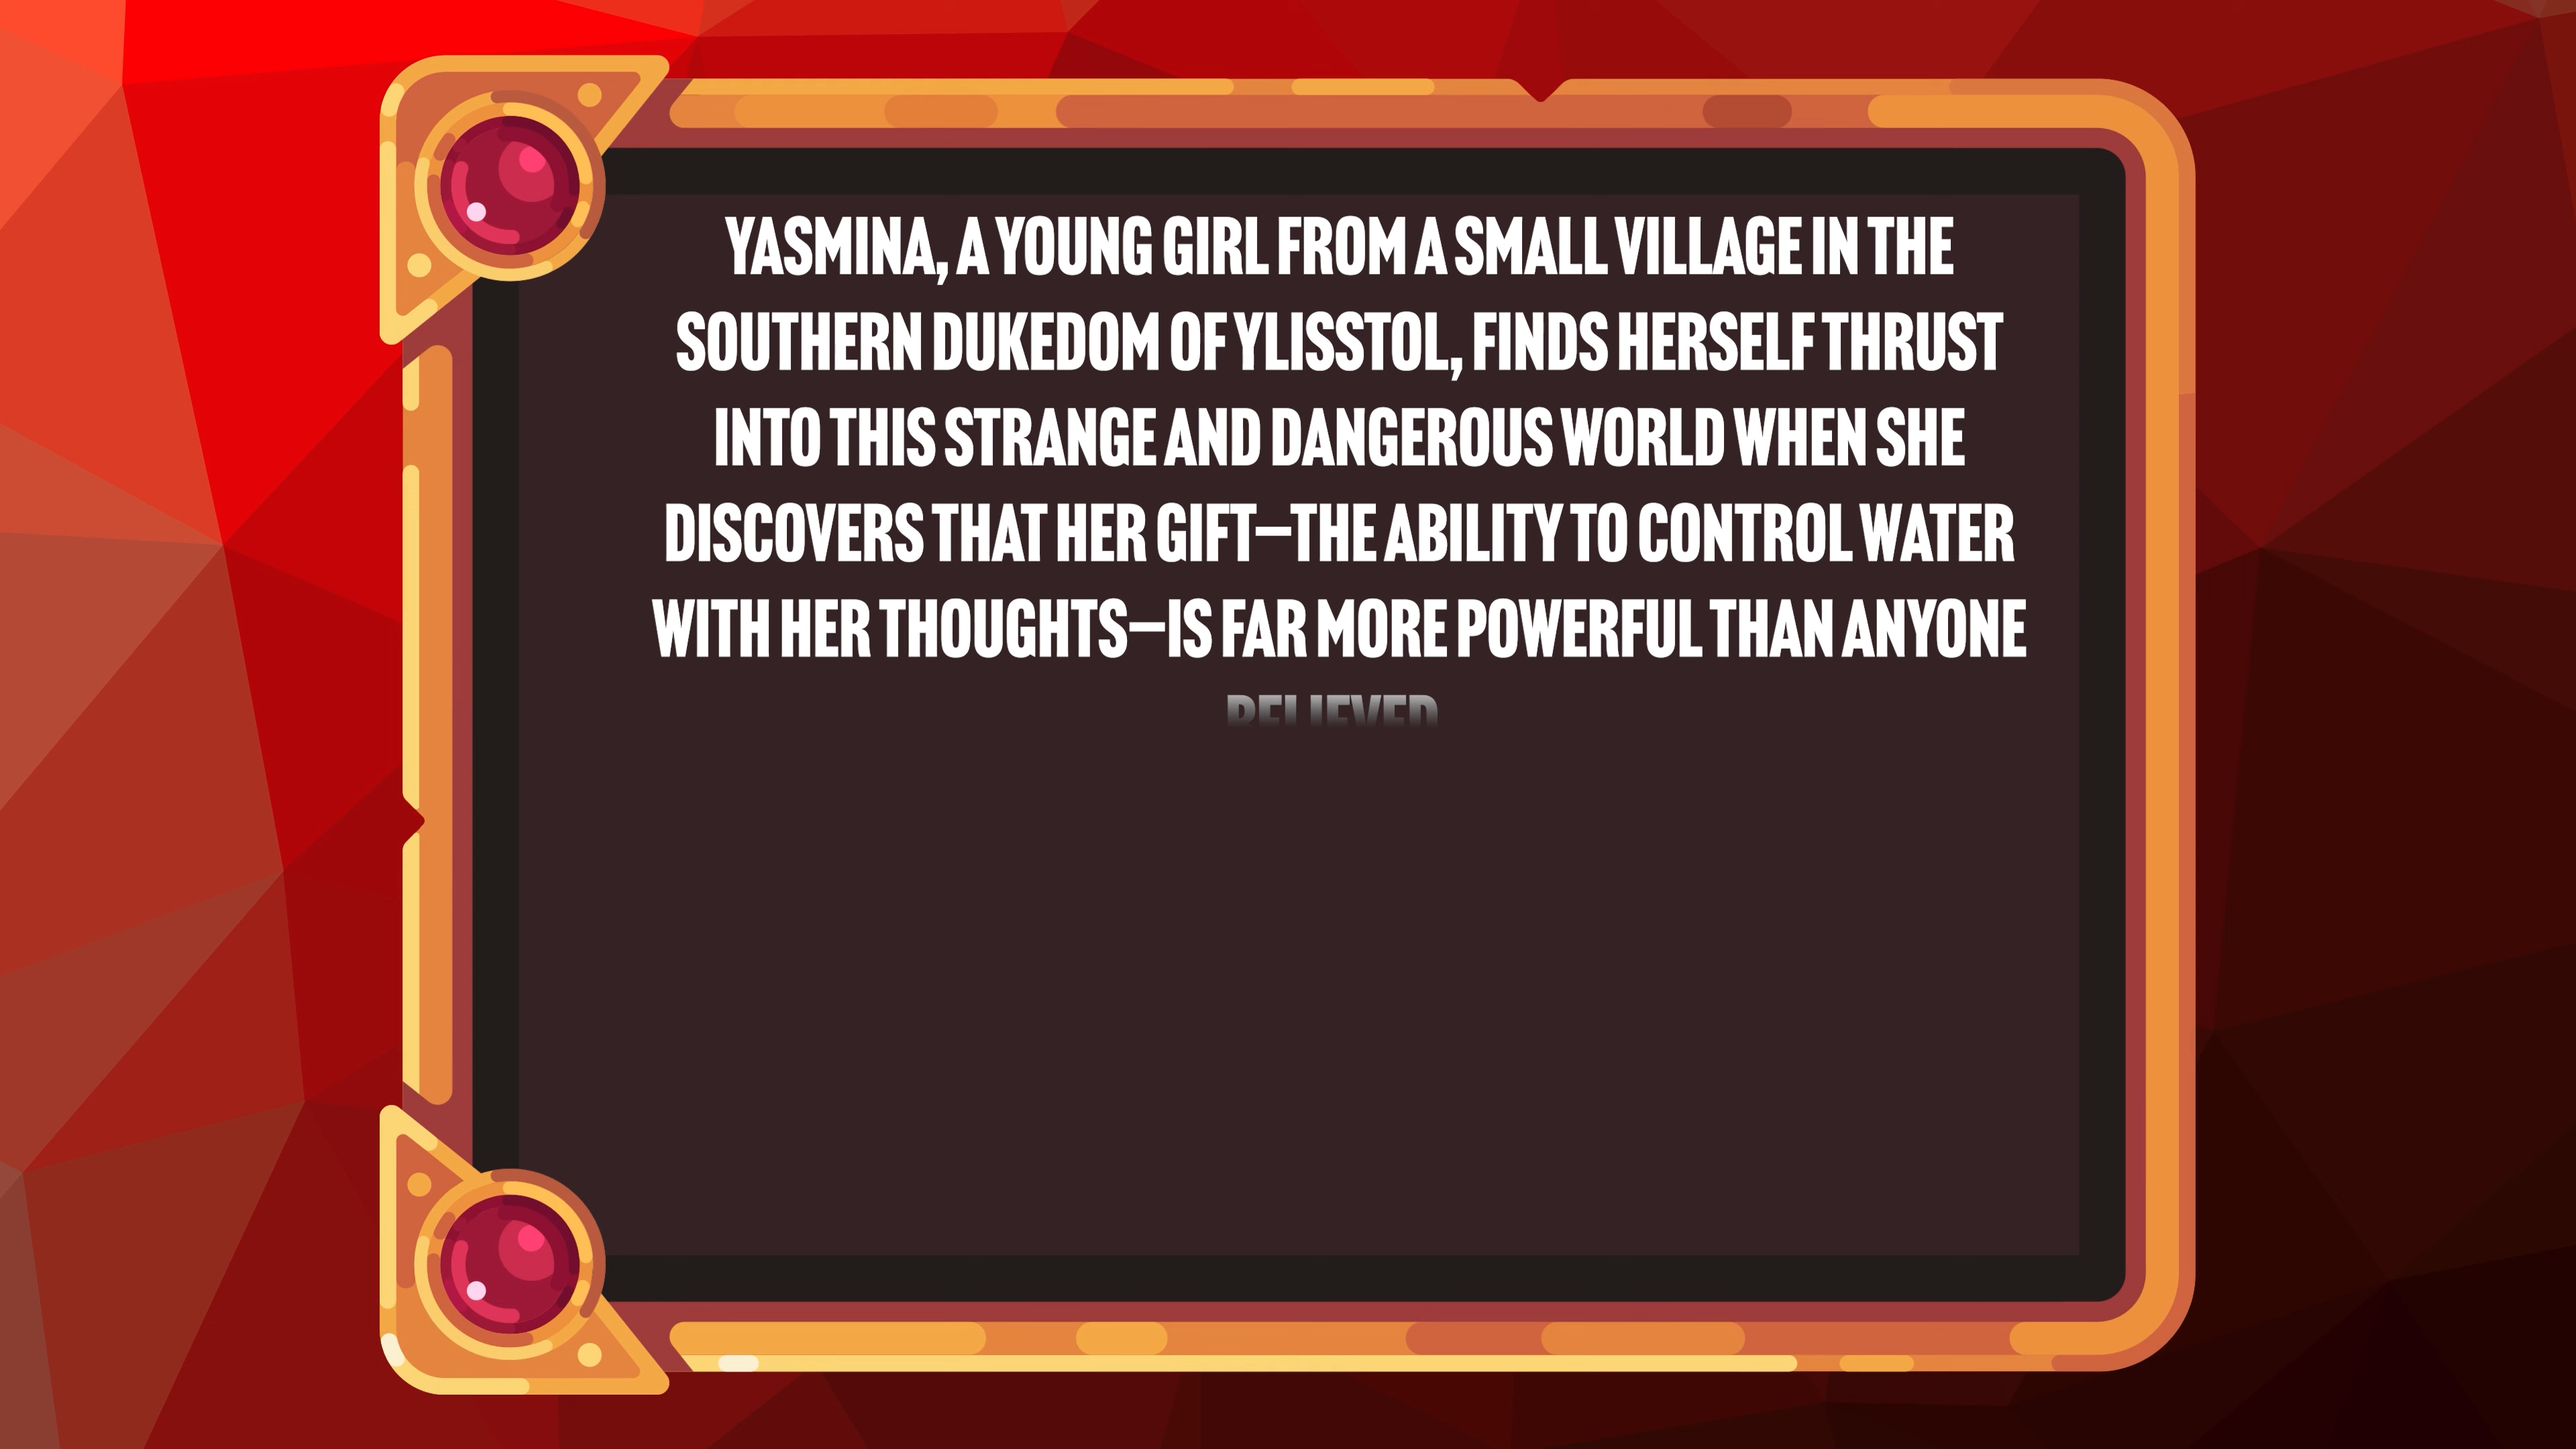 YASMINA, A YOUNG GIRL FROM A SMALL VILLAGE IN THE
SOUTHERN DUKEDOM OF YLISSTOL, FINDS HERSELF THRUST
INTO THIS STRANGE AND DANGEROUS WORLD WHEN SHE
DISCOVERS THAT HER GIFT—THE ABILITY TO CONTROL WATER
WITH HER THOUGHTS—IS FAR MORE POWERFUL THAN ANYONE
BELIEVED